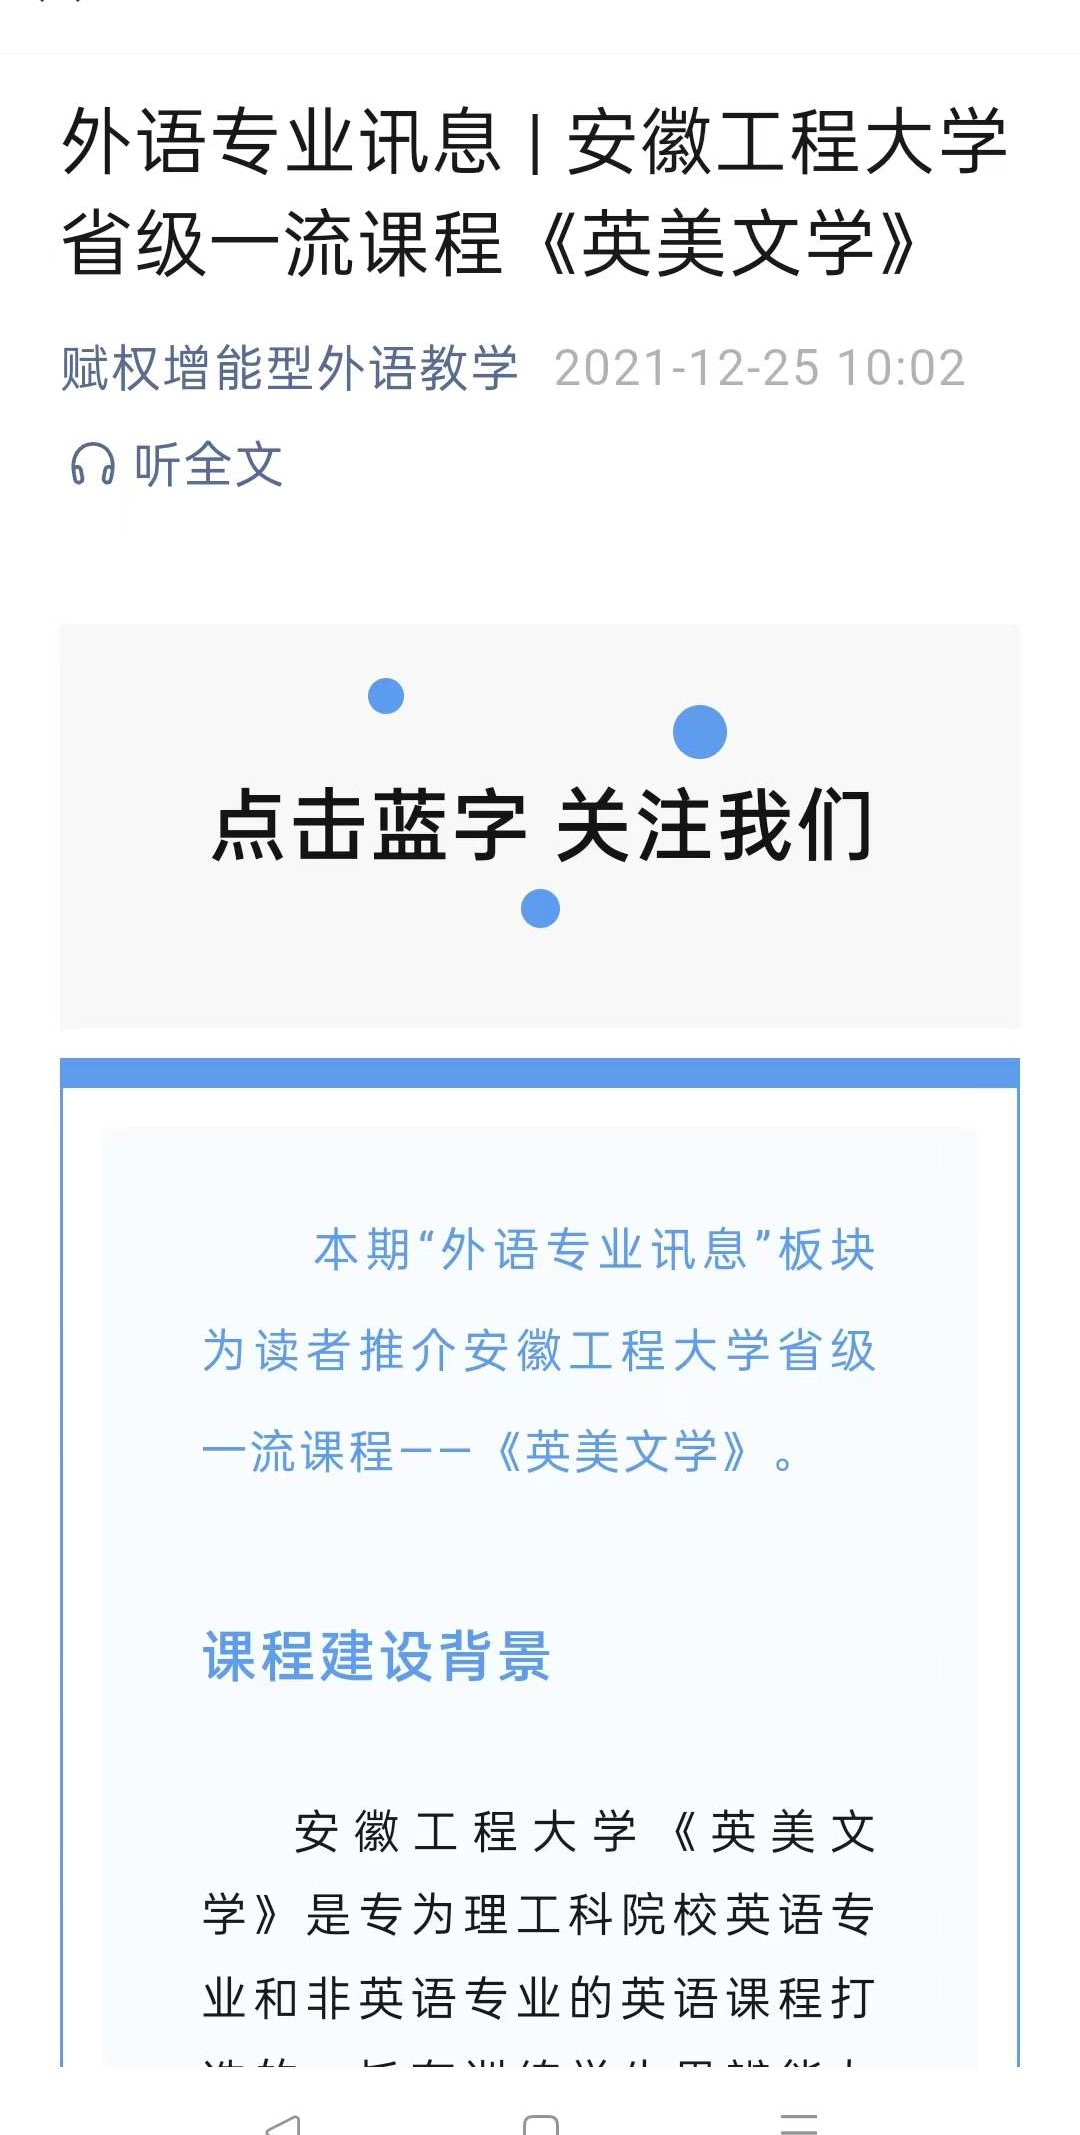 外语专业讯息 | 安徽工程大学
省级一流课程《英美文学》
赋权增能型外语教学 2021-12-25 10:02
听全文
点击蓝字 关注我们
本期“外语专业讯息”板块
为读者推介安徽工程大学省级
一流课程——《英美文学》。
课程建设背景
安徽工程大学《英美文
学》是专为理工科院校英语专
业和非英语专业的英语课程打